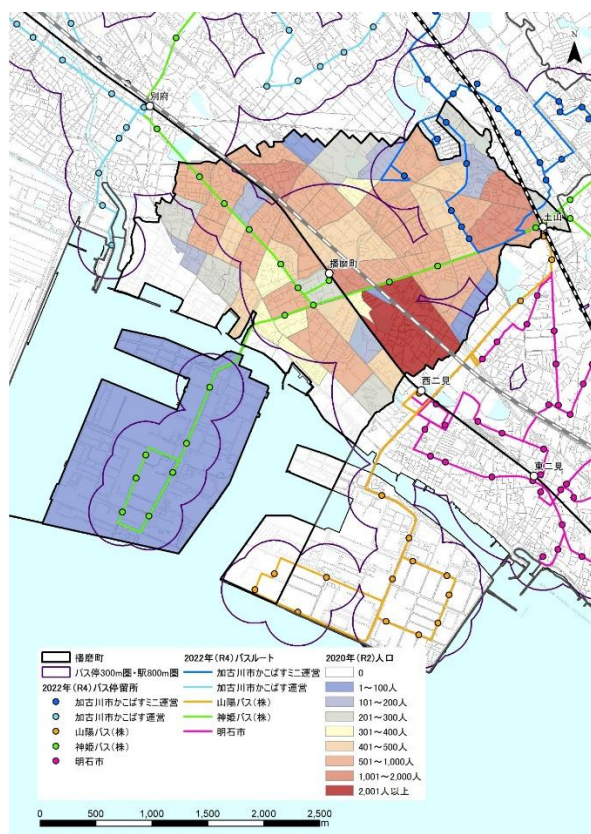 N
別府
土山
播磨町
西二見
東二見
播磨町
バス停300m圏・駅800m圏
2022年(R4)バス停留所
加古川市かこばすミニ運営
加古川市かこバス運営
山陽バス(株)
神姫バス(株)
明石市
2022年(R4)バスルート
加古川市かこばすミニ運営
加古川市かこばす運営
山陽バス(株)
神姫バス(株)
明石市
2020年(R2)人口
0
1～100人
101～200人
201～300人
301～400人
401～500人
501～1,000人
1,001～2,000人
2,001人以上
0 500 1,000 1,500 2,000 2,500
m